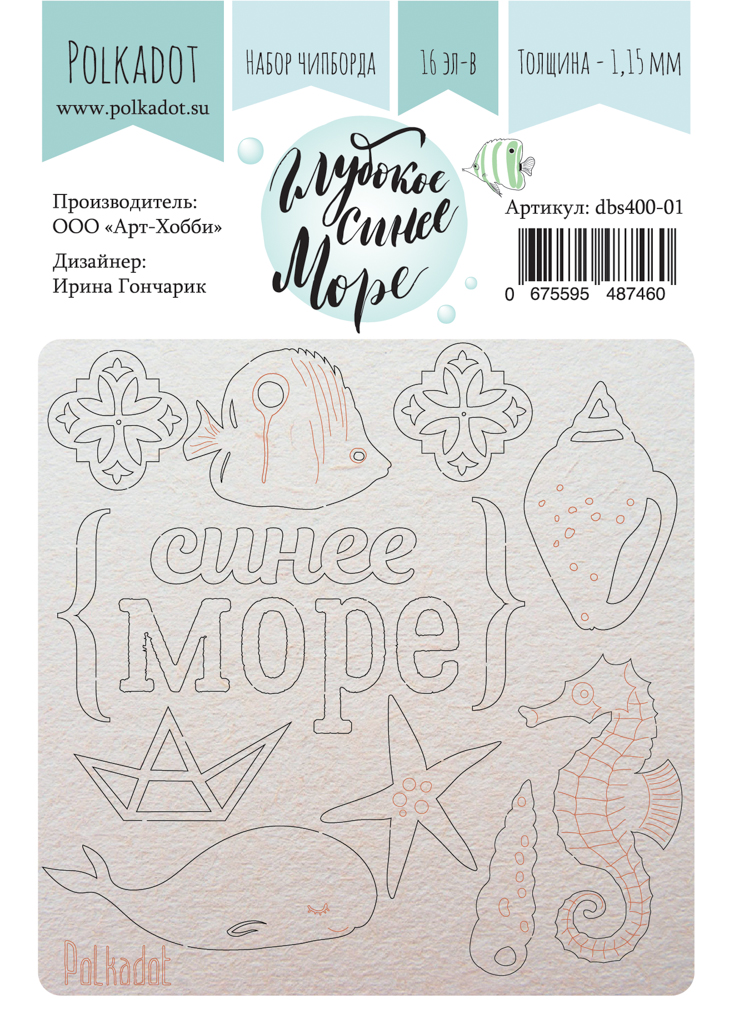 POLKADOT
www.polkadot.su
НАБОР ЧИПБОРДА
16 ЭЛ-В
ТОЛЩИНА - 1,15 ММ
Глубокое
синее
Море
Производитель:
ООО «Арт-Хобби»
Дизайнер:
Ирина Гончарик
Артикул: dbs400-01
0 675595 487460
синее
море
Polkadot